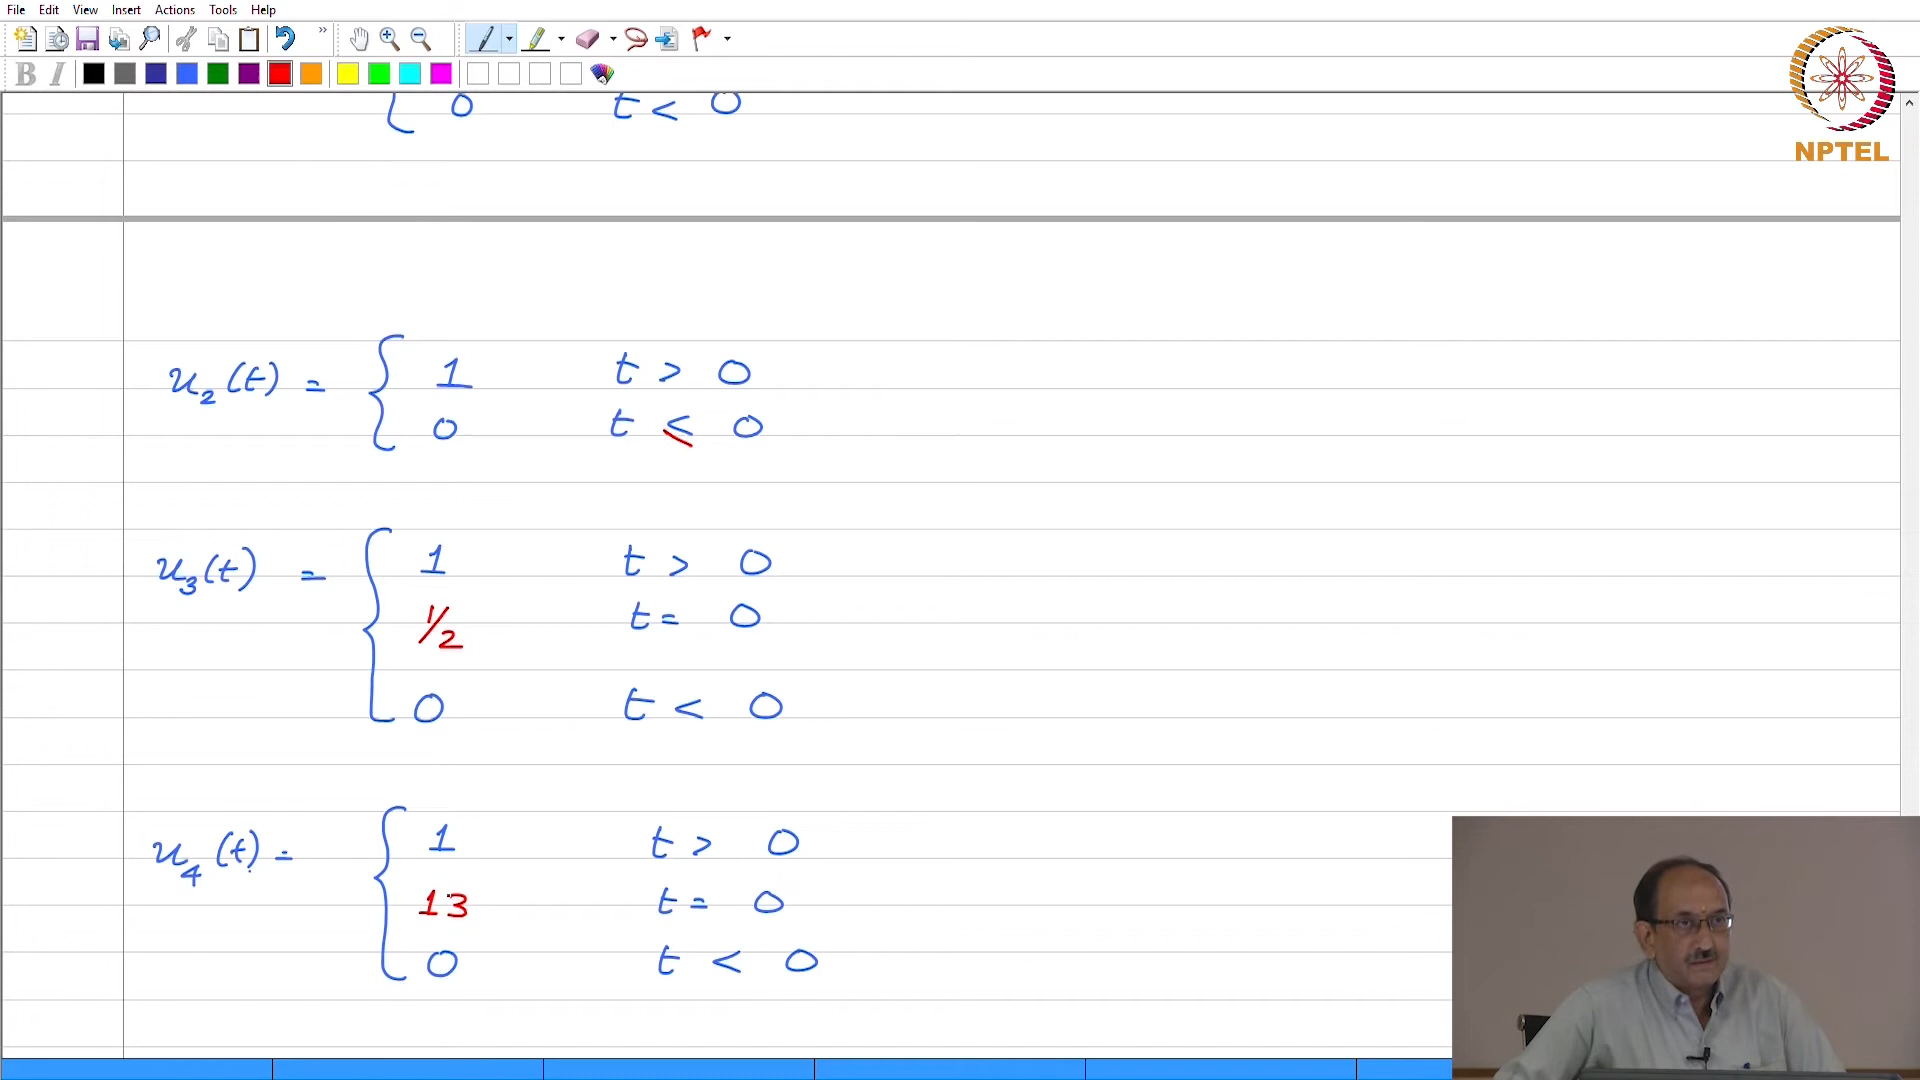 File Edit View Insert Actions Tools Help
B I
NPTEL
0 t < 0
u₂(t) = { 1 t > 0
0 t ≤ 0
u₃(t) = { 1 t > 0
1/2 t = 0
0 t < 0
u₄(t) = { 1 t > 0
13 t = 0
0 t < 0